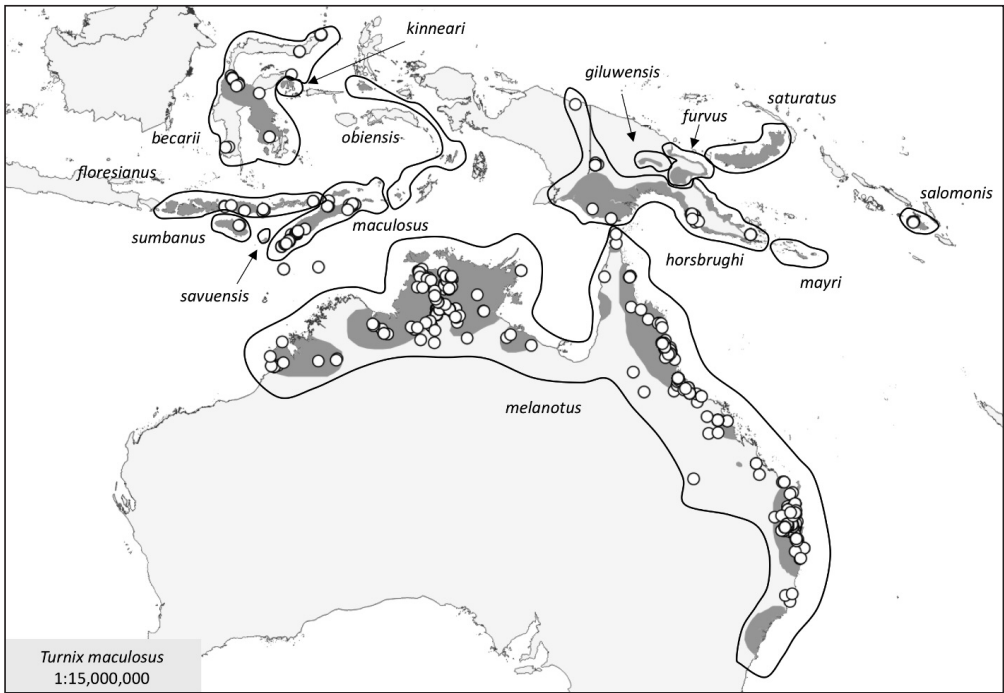 kinneari
giluwensis
saturatus
furvus
becarii
obiensis
floresianus
salomonis
sumbanus
maculosus
horsbrughi
mayri
savuensis
melanotus
Turnix maculosus
1:15,000,000